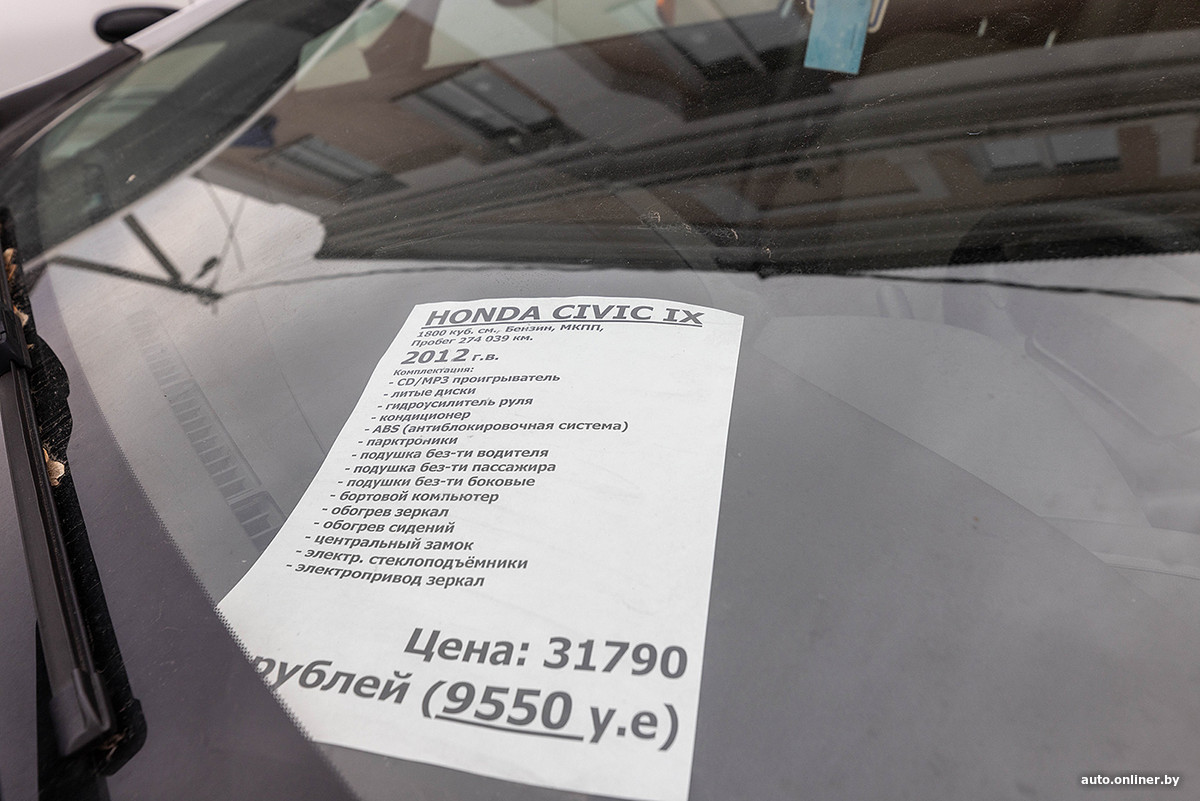 HONDA CIVIC IX
1800 куб. см., Бензин, МКПП,
Пробег 274 039 км.
2012 г.в.
Комплектация:
- CD/MP3 проигрыватель
- литые диски
- гидроусилитель руля
- кондиционер
- ABS (антиблокировочная система)
- парктроники
- подушка без-ти водителя
- подушка без-ти пассажира
- подушки без-ти боковые
- бортовой компьютер
- обогрев зеркал
- обогрев сидений
- центральный замок
- электр. стеклоподъёмники
- электропривод зеркал
Цена: 31790
рублей (9550 у.е)
auto.onliner.by